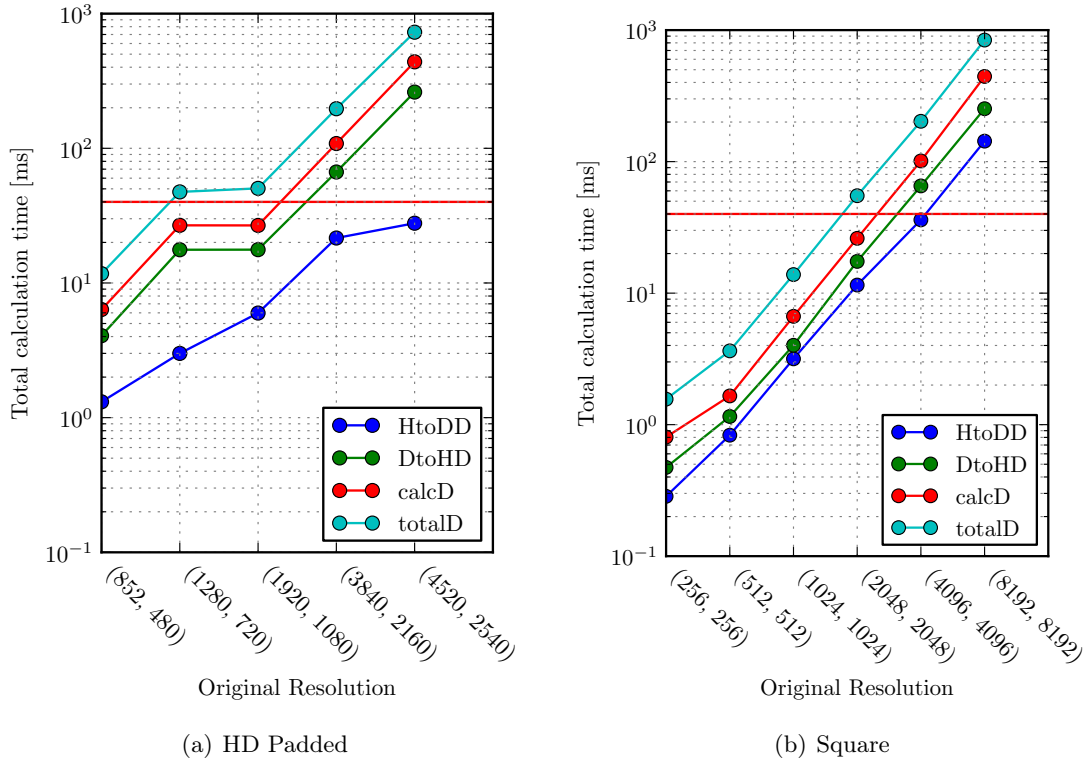 Total calculation time [ms]
10^3
10^2
10^1
10^0
10^-1
HtoDD
DtoHD
calcD
totalD
(852, 480)
(1280, 720)
(1920, 1080)
(3840, 2160)
(4520, 2540)
Original Resolution
(a) HD Padded
Total calculation time [ms]
10^3
10^2
10^1
10^0
10^-1
HtoDD
DtoHD
calcD
totalD
(256, 256)
(512, 512)
(1024, 1024)
(2048, 2048)
(4096, 4096)
(8192, 8192)
Original Resolution
(b) Square